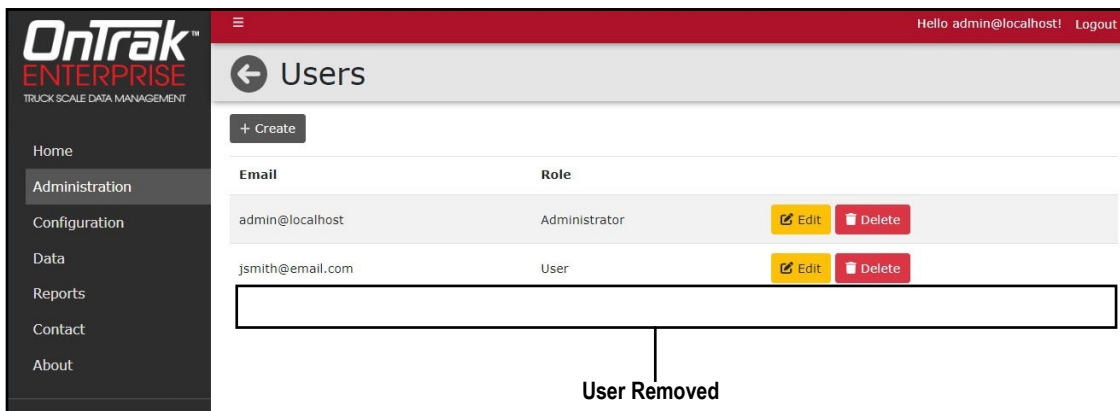 OnTrak™
ENTERPRISE
TRUCK SCALE DATA MANAGEMENT
Home
Administration
Configuration
Data
Reports
Contact
About
Hello admin@localhost! Logout
Users
+ Create
Email Role
admin@localhost Administrator Edit Delete
jsmith@email.com User Edit Delete
User Removed